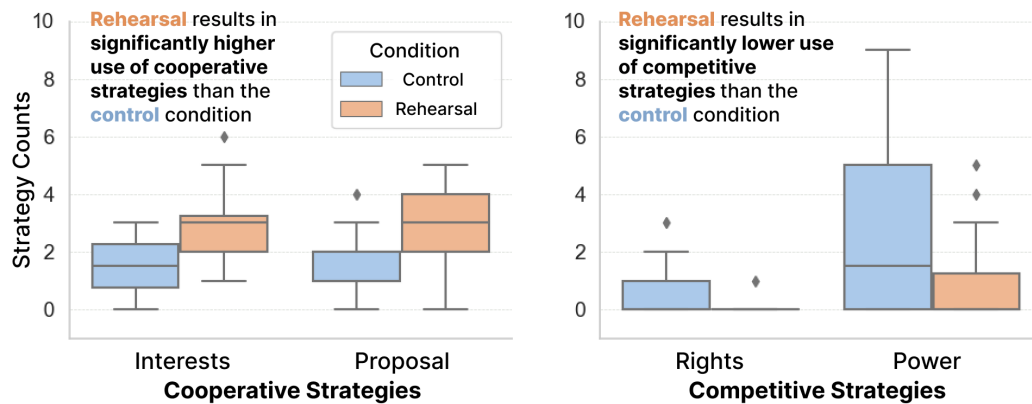 Rehearsal results in
significantly higher
use of cooperative
strategies than the
control condition
Condition
Control
Rehearsal
Strategy Counts
10
8
6
4
2
0
Interests
Proposal
Cooperative Strategies
Rehearsal results in
significantly lower use
of competitive
strategies than the
control condition
10
8
6
4
2
0
Rights
Power
Competitive Strategies